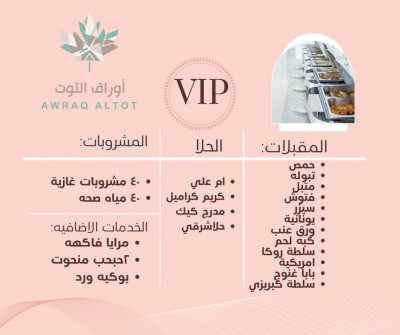 أوراق التوت
AWRAQ ALTOT
VIP
المقبلات:
حمص
تبوله
متبل
فتوش
سيزر
يونانية
ورق عنب
كبه لحم
سلطة روكا
امريكية
بابا غنوج
سلطة كبريزي
الحلا
ام علي
كريم كراميل
مدرج كيك
حلاشرقي
المشروبات:
٤٠ مشروبات غازية
٤٠ مياه صحه
الخدمات الاضافيه:
مرايا فاكهه
٢حبحب منحوت
بوكيه ورد